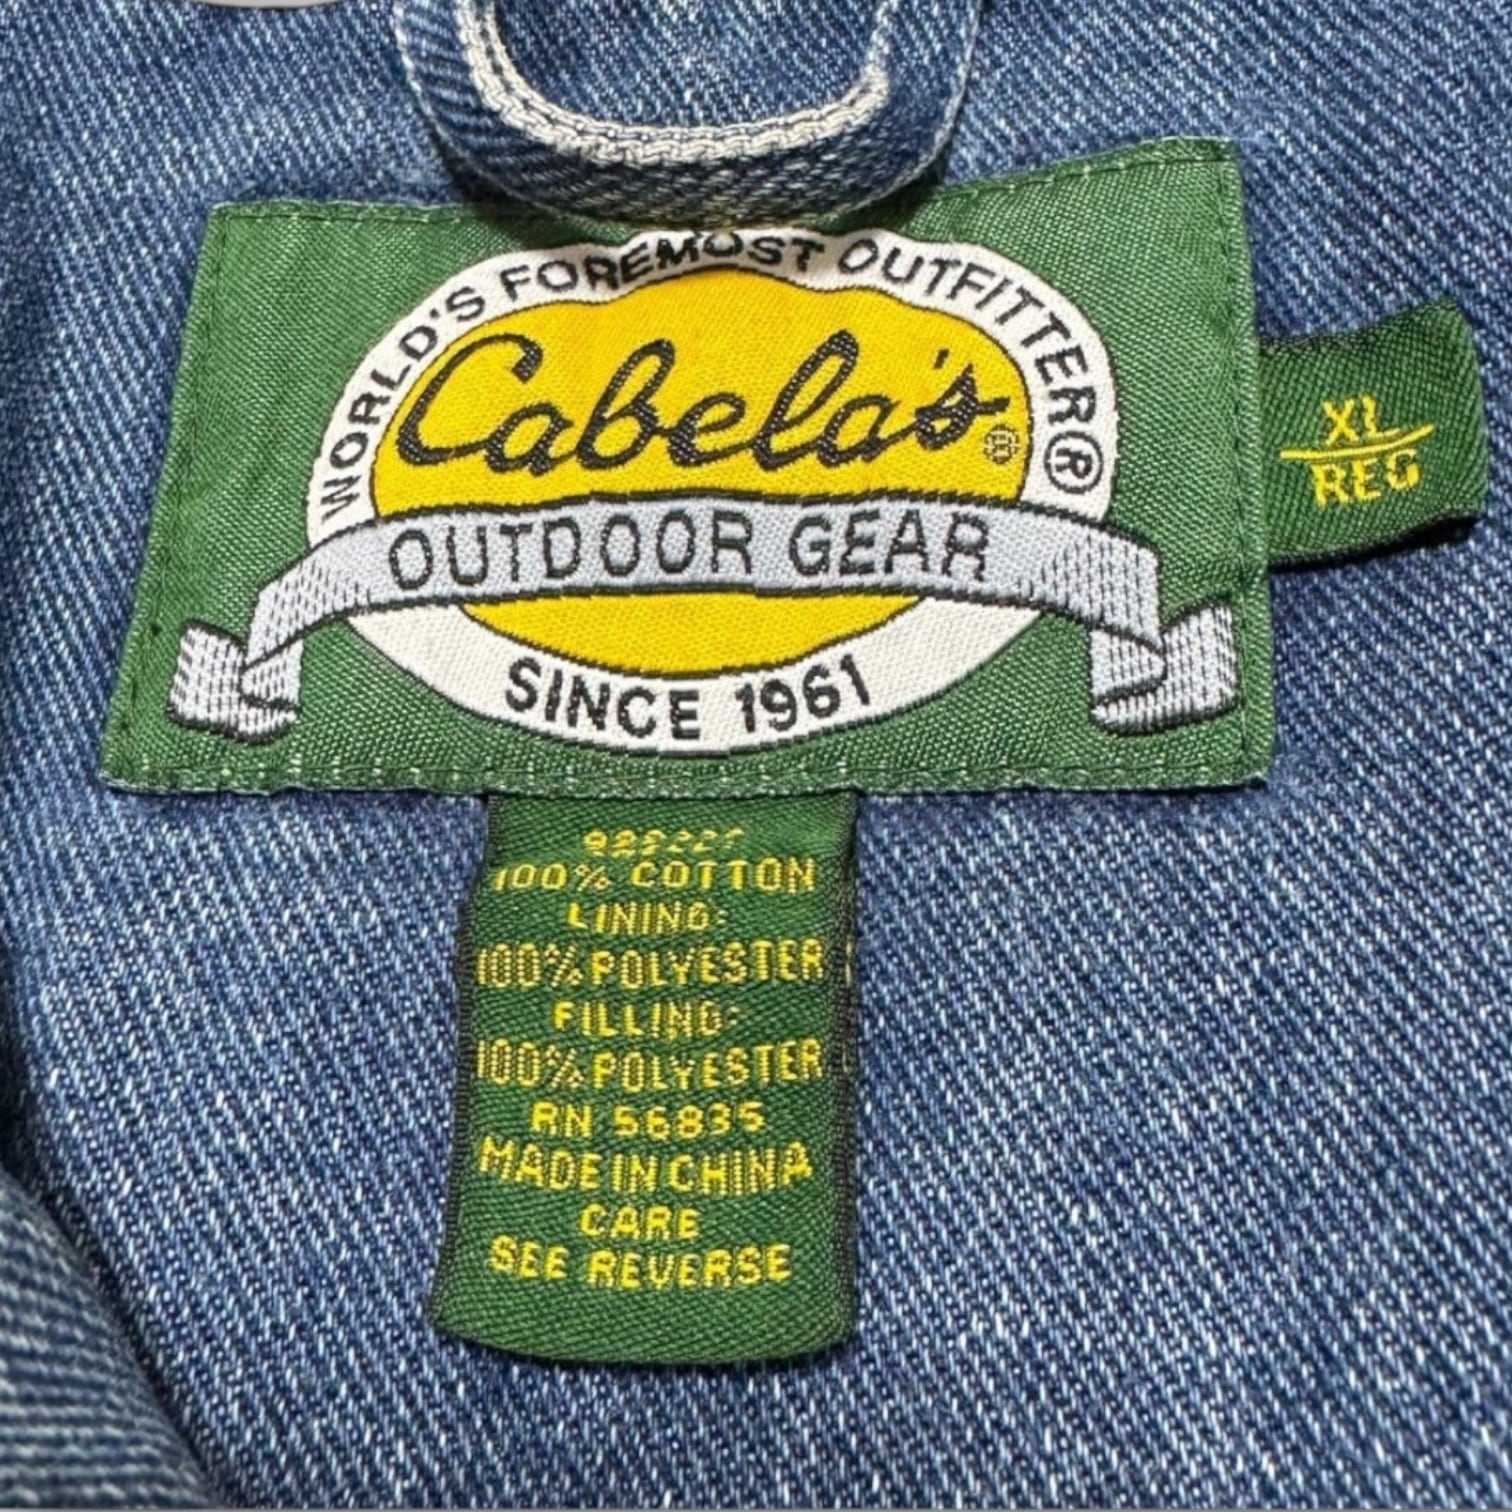 WORLD'S FOREMOST OUTFITTER®
Cabela's®
OUTDOOR GEAR
SINCE 1961
XL
REG
100% COTTON
LINING:
100% POLYESTER
FILLING:
100% POLYESTER
RN 56835
MADE IN CHINA
CARE
SEE REVERSE